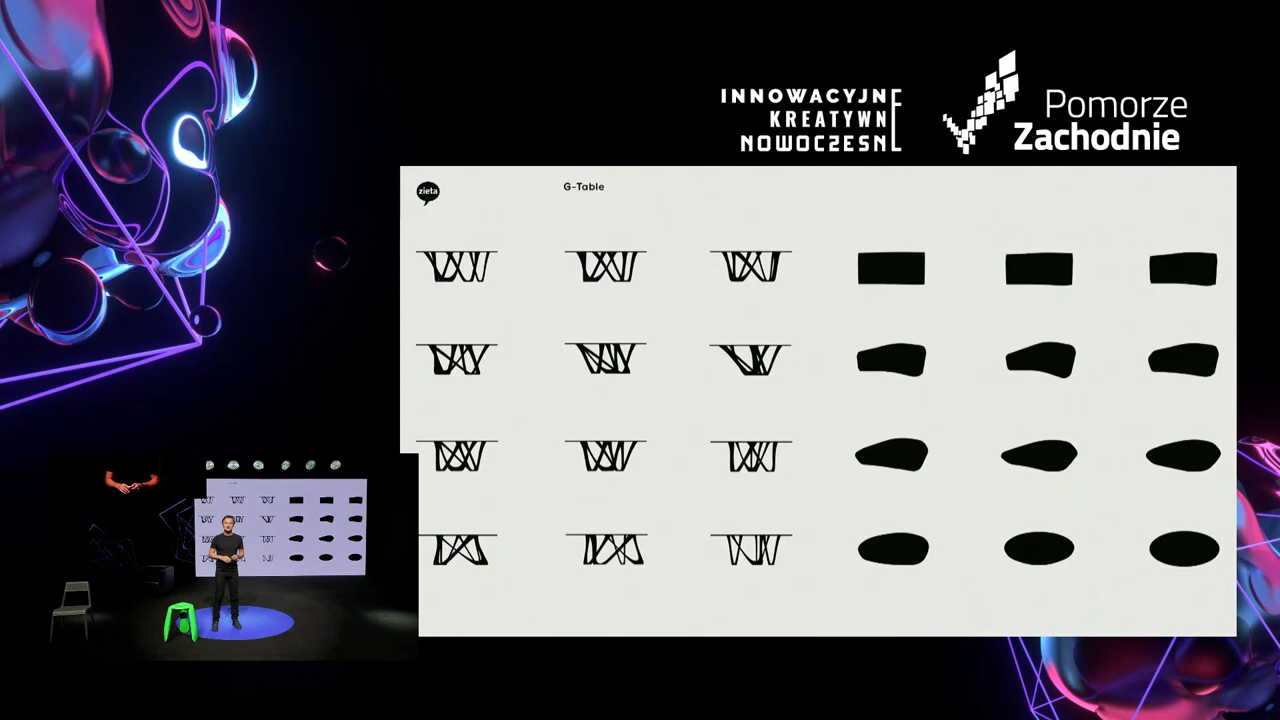 INNOWACYJNE
KREATYWNE
NOWOCZESNE
Pomorze
Zachodnie
zieta
G-Table